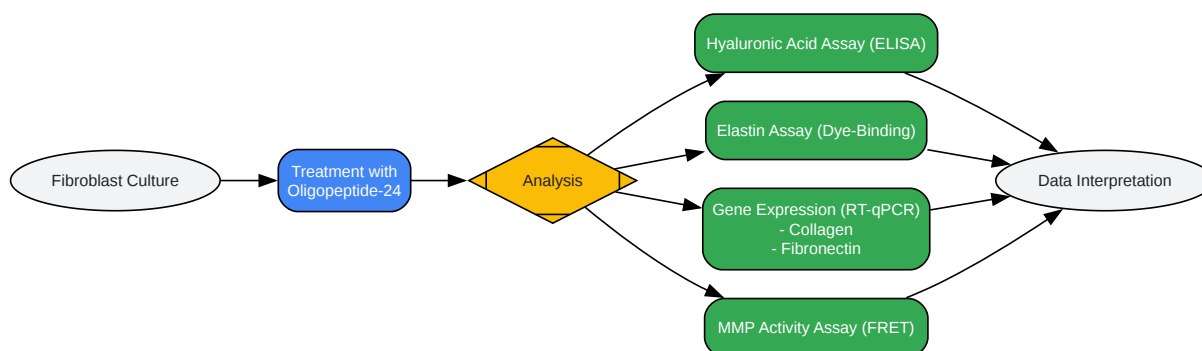 Fibroblast Culture
Treatment with
Oligopeptide-24
Analysis
Hyaluronic Acid Assay (ELISA)
Elastin Assay (Dye-Binding)
Gene Expression (RT-qPCR)
- Collagen
- Fibronectin
MMP Activity Assay (FRET)
Data Interpretation